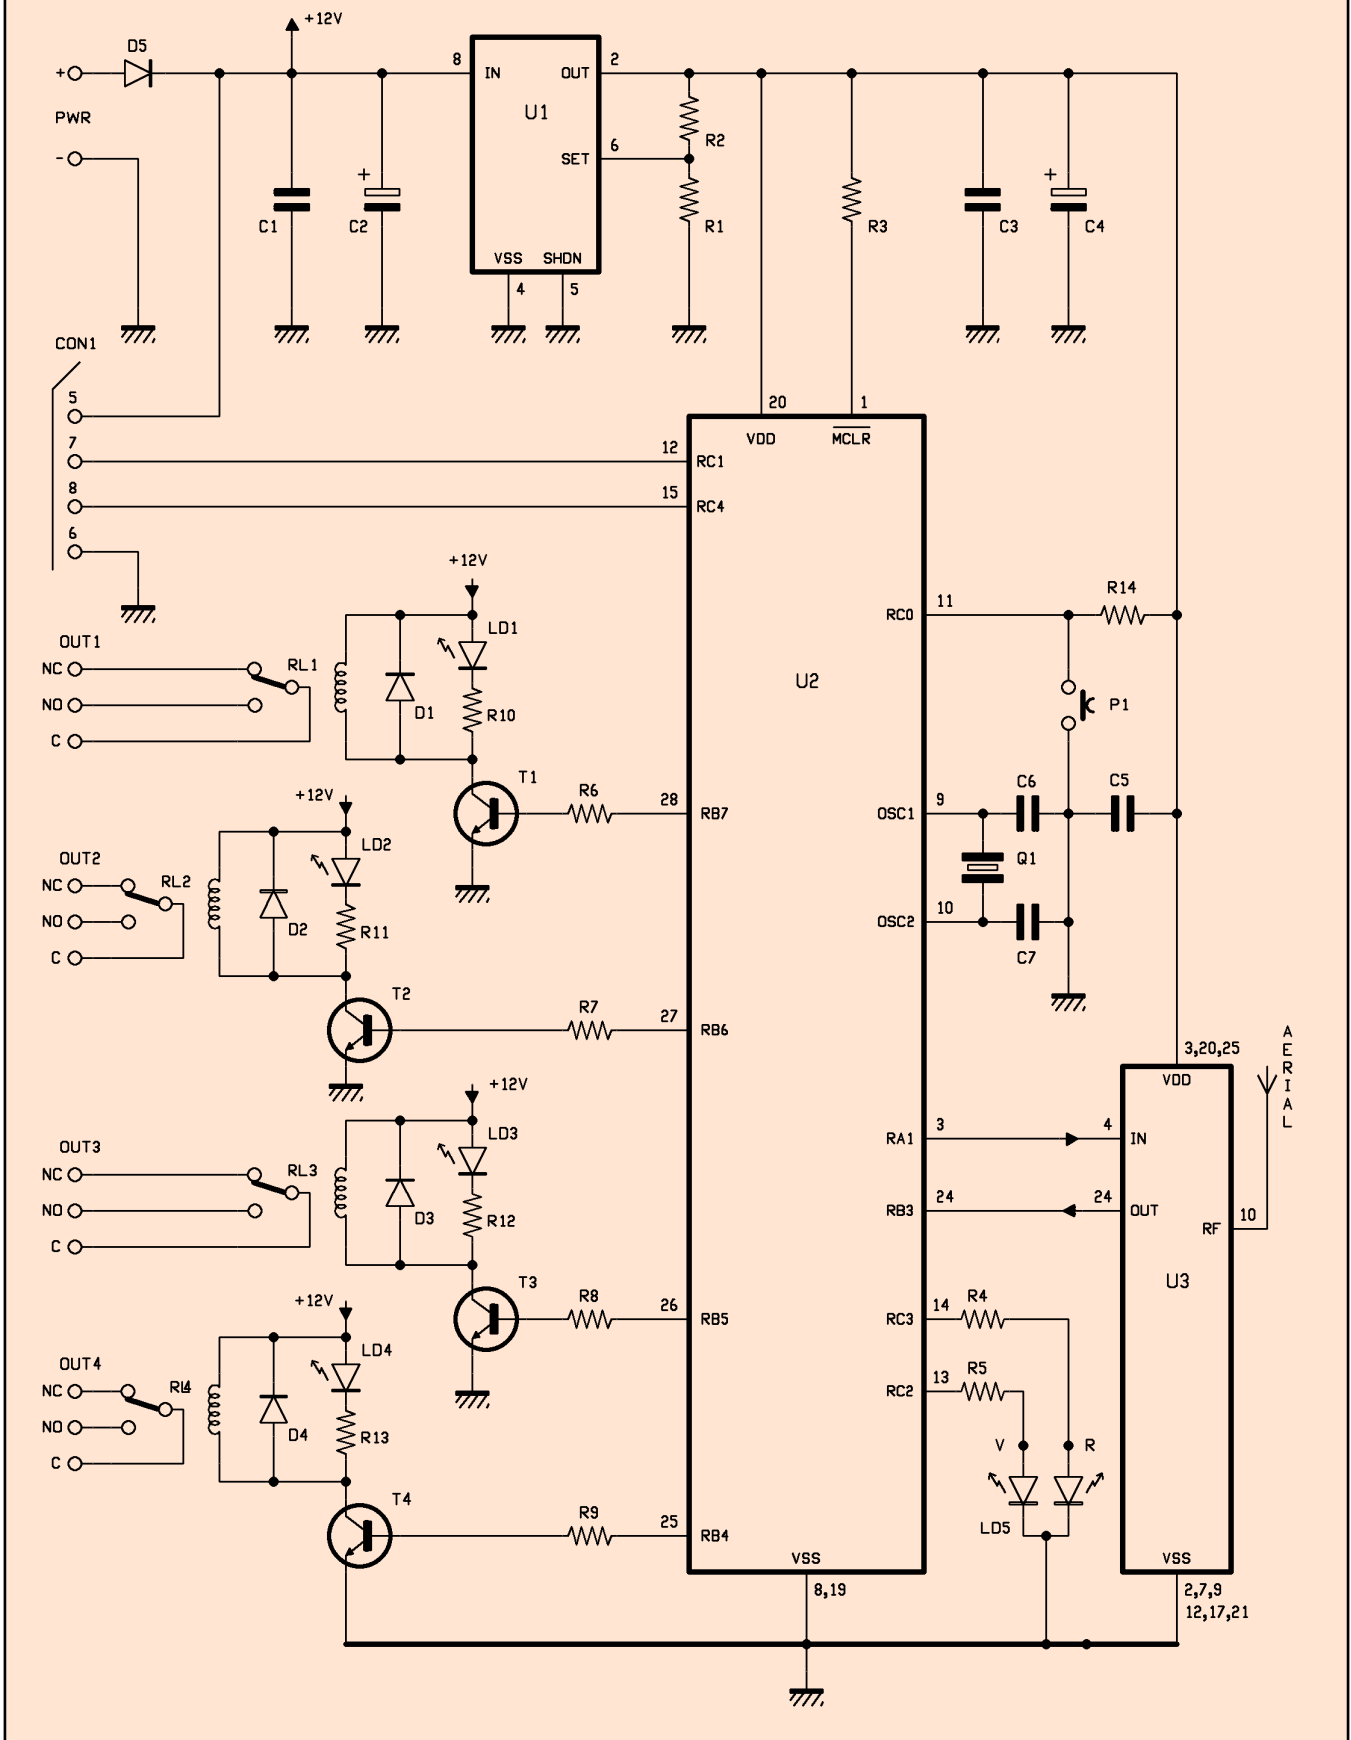 +12V
D5
+
8
IN
OUT
2
U1
PWR
R2
-
SET
6
+
+
C1
C2
R1
R3
C3
C4
VSS
SHDN
4
5
CON1
5
20
1
VDD
MCLR
7
12
RC1
8
15
RC4
6
+12V
R14
RC0
11
OUT1
LD1
NC
RL1
U2
NO
D1
R10
P1
C
T1
+12V
R6
28
RB7
OSC1
9
C6
C5
LD2
OUT2
Q1
NC
RL2
NO
D2
R11
OSC2
10
C
C7
T2
R7
27
RB6
AERIAL
3,20,25
VDD
+12V
RA1
3
4
IN
LD3
OUT3
NC
RL3
RB3
24
24
OUT
NO
D3
R12
RF
10
C
T3
U3
+12V
R8
26
RB5
RC3
14
R4
LD4
OUT4
NC
RL4
RC2
13
R5
NO
D4
R13
V
R
C
T4
R9
25
RB4
LD5
VSS
VSS
8,19
2,7,9
12,17,21